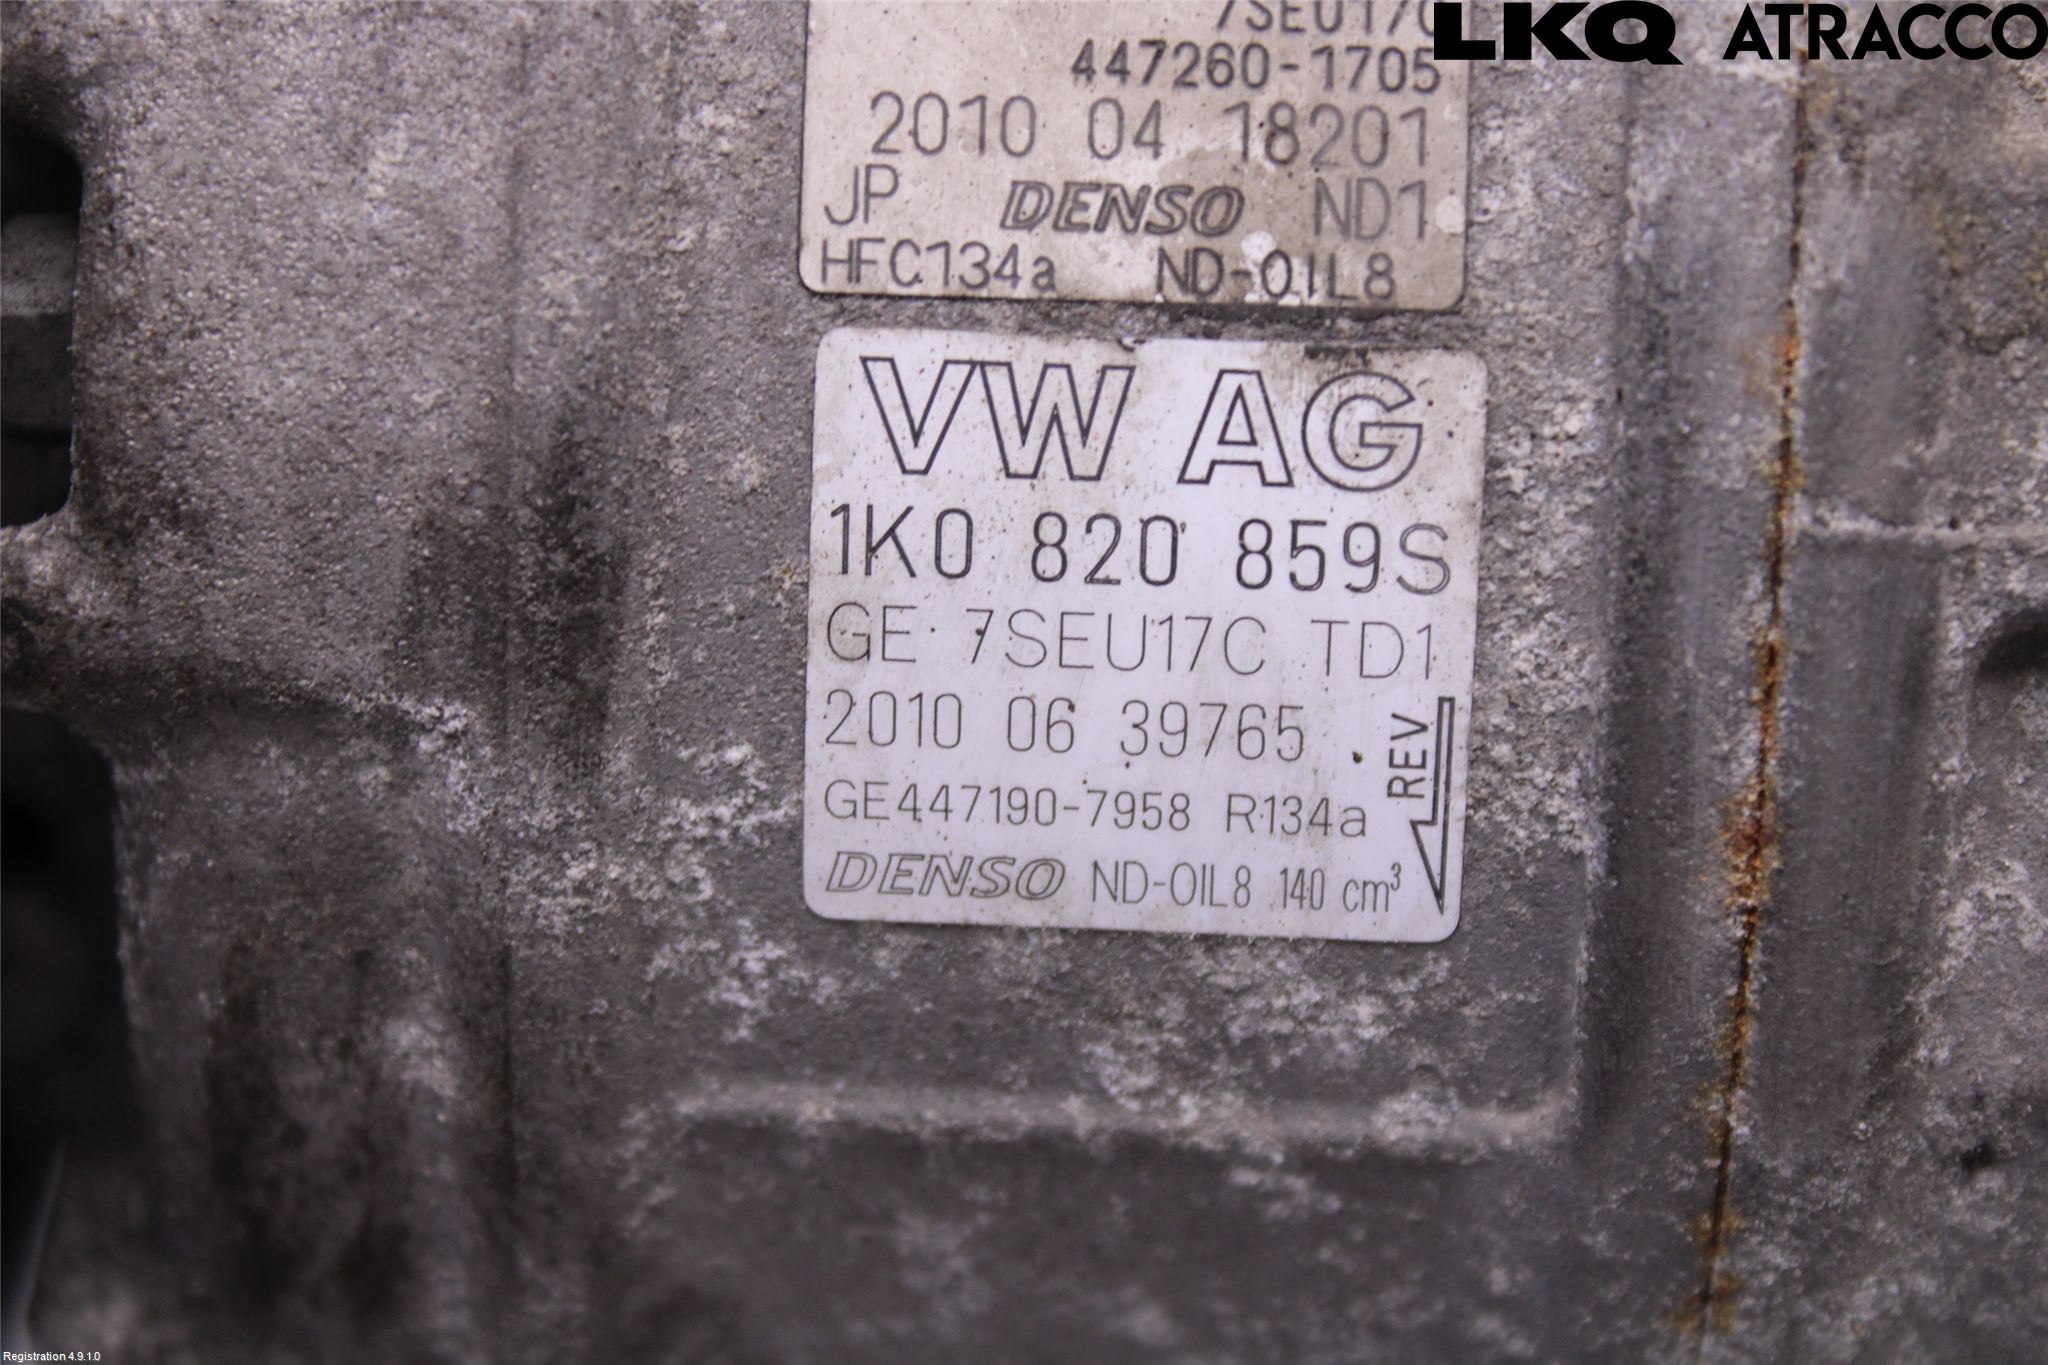 LKQ ATRACCO
7SEU17C
447260-1705
2010 04 18201
JP DENSO ND1
HFC134a ND-OIL8
VW AG
1K0 820 859S
GE 7SEU17C TD1
2010 06 39765
REV
GE447190-7958 R134a
DENSO ND-OIL8 140 cm³
Registration 4.9.1.0